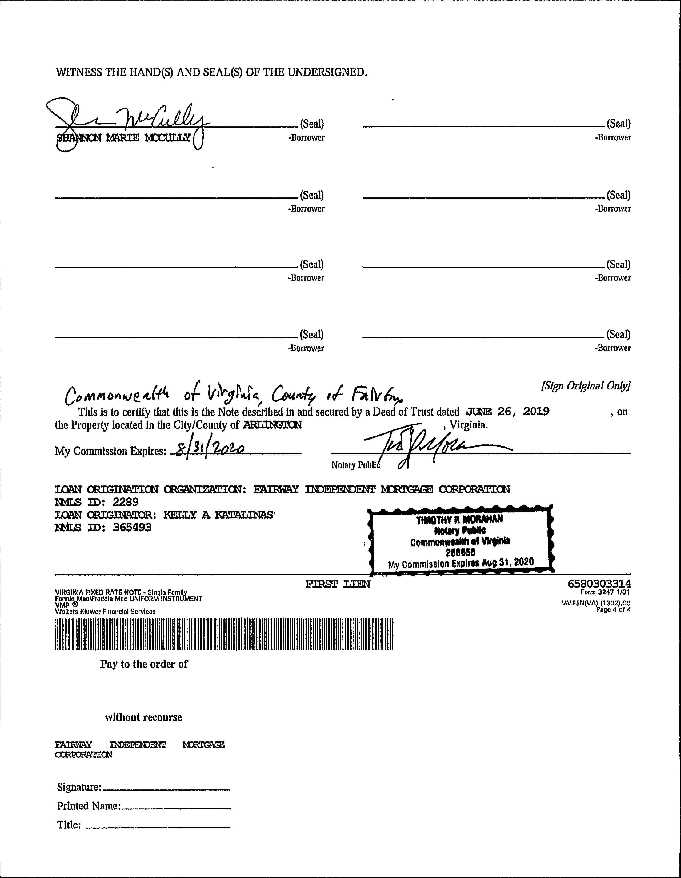 WITNESS THE HAND(S) AND SEAL(S) OF THE UNDERSIGNED.
(Seal) (Seal)
SHANNON MARIE MCCULLY -Borrower -Borrower
(Seal) (Seal)
-Borrower -Borrower
(Seal) (Seal)
-Borrower -Borrower
(Seal) (Seal)
-Borrower -Borrower
[Sign Original Only]
Commonwealth of Virginia, County of Fairfax
This is to certify that this is the Note described in and secured by a Deed of Trust dated JUNE 26, 2019 , on
the Property located in the City/County of ARLINGTON , Virginia.
My Commission Expires: 8/31/2020
Notary Public
LOAN ORIGINATION ORGANIZATION: FAIRWAY INDEPENDENT MORTGAGE CORPORATION
NMLS ID: 2289
LOAN ORIGINATOR: KELLY A KATALINAS
NMLS ID: 365493
TIMOTHY P. MORAHAN
Notary Public
Commonwealth of Virginia
My Commission Expires Aug 31, 2020
FIRST LIEN 6580303314
VIRGINIA FIXED RATE NOTE - Single Family Form 3247 1/01
Fannie Mae/Freddie Mac UNIFORM INSTRUMENT
VMP ®
Wolters Kluwer Financial Services Page 4 of 4
Pay to the order of
without recourse
FAIRWAY INDEPENDENT MORTGAGE
CORPORATION
Signature:
Printed Name:
Title: